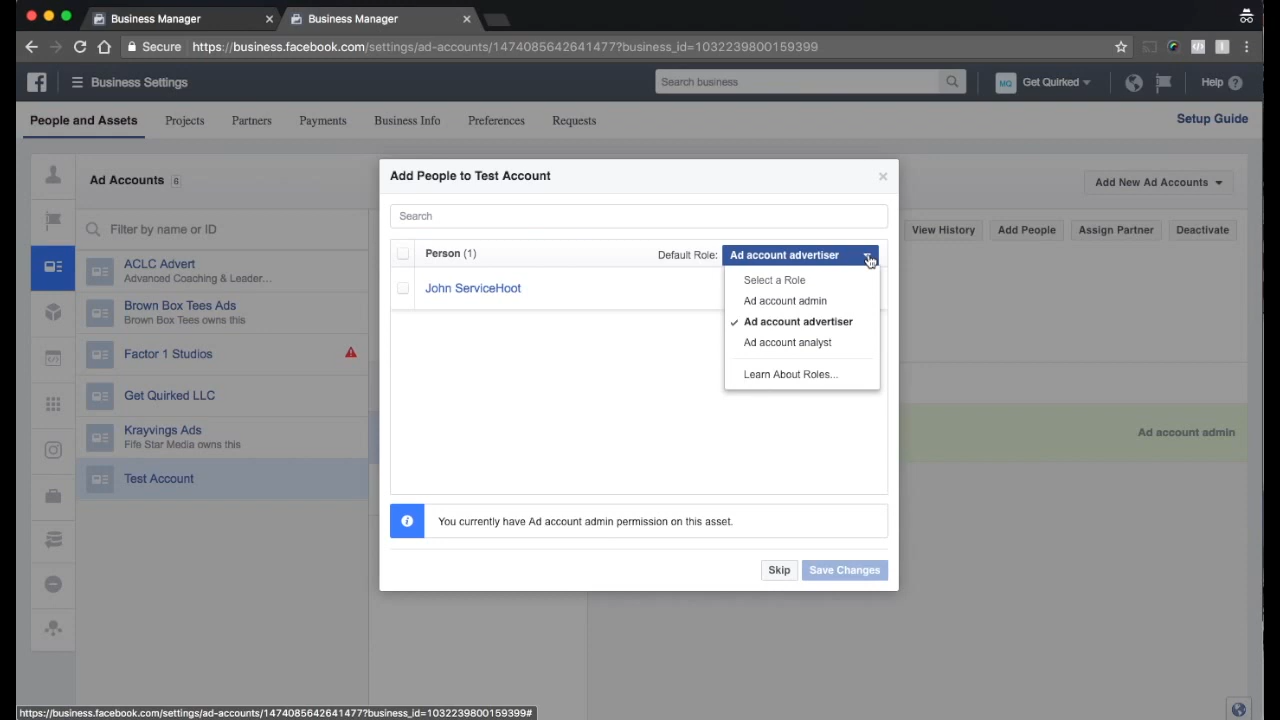 Business Manager
Business Manager
Secure https://business.facebook.com/settings/ad-accounts/1474085642641477?business_id=1032239800159399
Business Settings
Search business
MQ Get Quirked
Help ?
People and Assets Projects Partners Payments Business Info Preferences Requests
Setup Guide
Ad Accounts 6
Add New Ad Accounts
Filter by name or ID
View History Add People Assign Partner Deactivate
ACLC Advert
Advanced Coaching & Leader...
Brown Box Tees Ads
Brown Box Tees owns this
Factor 1 Studios
Get Quirked LLC
Krayvings Ads
Fife Star Media owns this
Test Account
Ad account admin
Add People to Test Account
Search
Person (1)
Default Role: Ad account advertiser
John ServiceHoot
Select a Role
Ad account admin
Ad account advertiser
Ad account analyst
Learn About Roles...
You currently have Ad account admin permission on this asset.
Skip Save Changes
https://business.facebook.com/settings/ad-accounts/1474085642641477?business_id=1032239800159399#